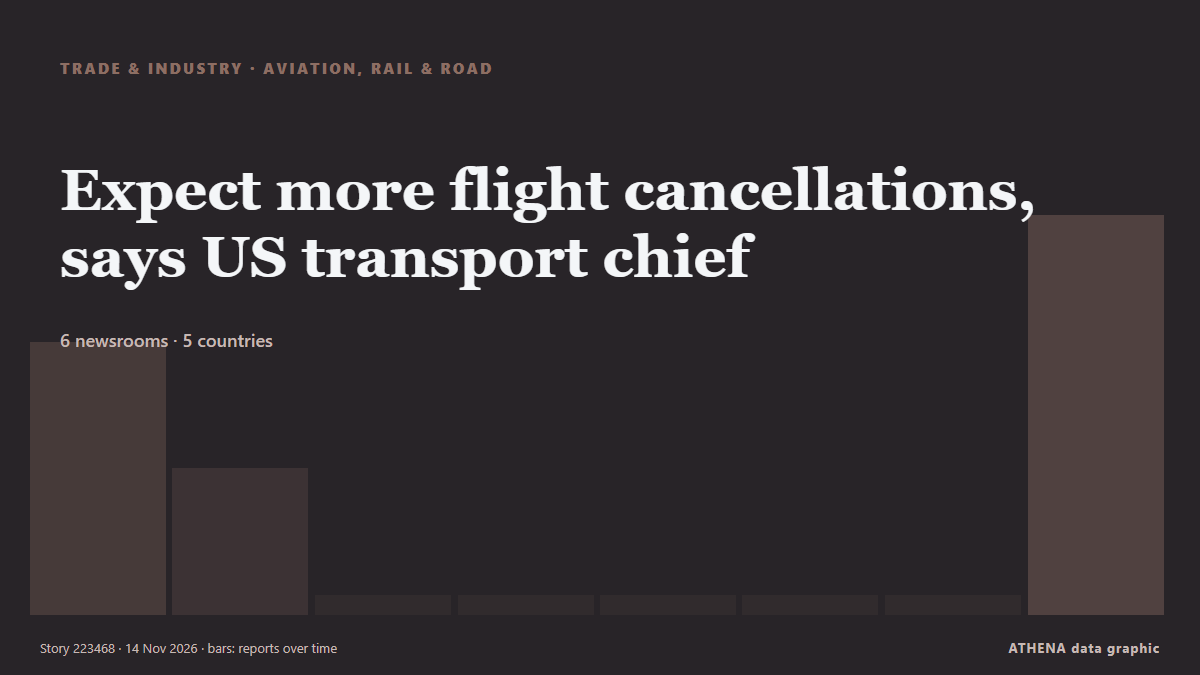 TRADE & INDUSTRY · AVIATION, RAIL & ROAD
Expect more flight cancellations,
says US transport chief
6 newsrooms · 5 countries
Story 223468 · 14 Nov 2026 · bars: reports over time
ATHENA data graphic